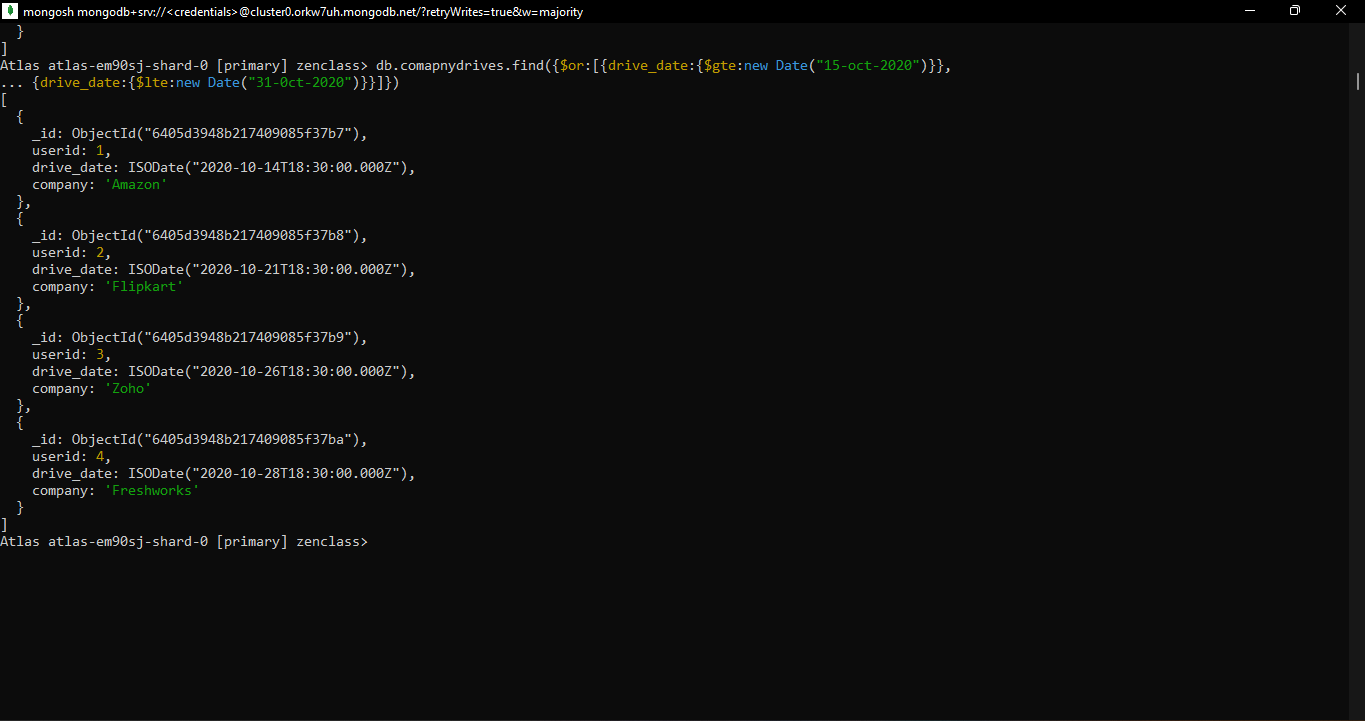 mongosh mongodb+srv://<credentials>@cluster0.orkw7uh.mongodb.net/?retryWrites=true&w=majority
  }
]
Atlas atlas-em90sj-shard-0 [primary] zenclass> db.comapnydrives.find({$or:[{drive_date:{$gte:new Date("15-oct-2020")}},
... {drive_date:{$lte:new Date("31-0ct-2020")}}]})
[
  {
    _id: ObjectId("6405d3948b217409085f37b7"),
    userid: 1,
    drive_date: ISODate("2020-10-14T18:30:00.000Z"),
    company: 'Amazon'
  },
  {
    _id: ObjectId("6405d3948b217409085f37b8"),
    userid: 2,
    drive_date: ISODate("2020-10-21T18:30:00.000Z"),
    company: 'Flipkart'
  },
  {
    _id: ObjectId("6405d3948b217409085f37b9"),
    userid: 3,
    drive_date: ISODate("2020-10-26T18:30:00.000Z"),
    company: 'Zoho'
  },
  {
    _id: ObjectId("6405d3948b217409085f37ba"),
    userid: 4,
    drive_date: ISODate("2020-10-28T18:30:00.000Z"),
    company: 'Freshworks'
  }
]
Atlas atlas-em90sj-shard-0 [primary] zenclass>